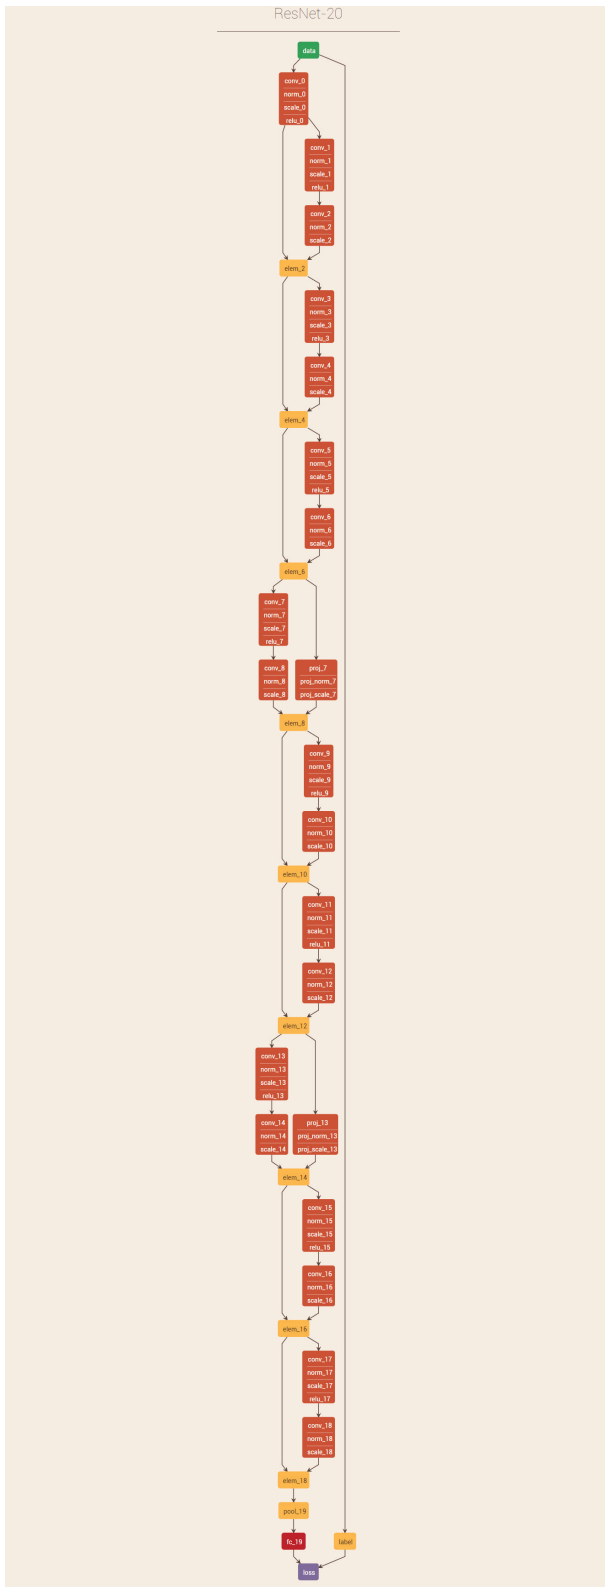 ResNet-20
data
conv_0
norm_0
scale_0
relu_0
conv_1
norm_1
scale_1
relu_1
conv_2
norm_2
scale_2
elem_2
conv_3
norm_3
scale_3
relu_3
conv_4
norm_4
scale_4
elem_4
conv_5
norm_5
scale_5
relu_5
conv_6
norm_6
scale_6
elem_6
conv_7
norm_7
scale_7
relu_7
conv_8
norm_8
scale_8
proj_7
proj_norm_7
proj_scale_7
elem_8
conv_9
norm_9
scale_9
relu_9
conv_10
norm_10
scale_10
elem_10
conv_11
norm_11
scale_11
relu_11
conv_12
norm_12
scale_12
elem_12
conv_13
norm_13
scale_13
relu_13
conv_14
norm_14
scale_14
proj_13
proj_norm_13
proj_scale_13
elem_14
conv_15
norm_15
scale_15
relu_15
conv_16
norm_16
scale_16
elem_16
conv_17
norm_17
scale_17
relu_17
conv_18
norm_18
scale_18
elem_18
pool_19
fc_19
label
loss